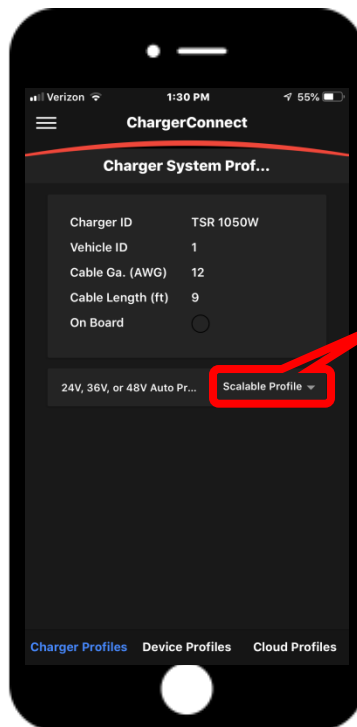 Verizon 1:30 PM 55%
ChargerConnect
Charger System Prof...
Charger ID TSR 1050W
Vehicle ID 1
Cable Ga. (AWG) 12
Cable Length (ft) 9
On Board
24V, 36V, or 48V Auto Pr... Scalable Profile
Charger Profiles Device Profiles Cloud Profiles